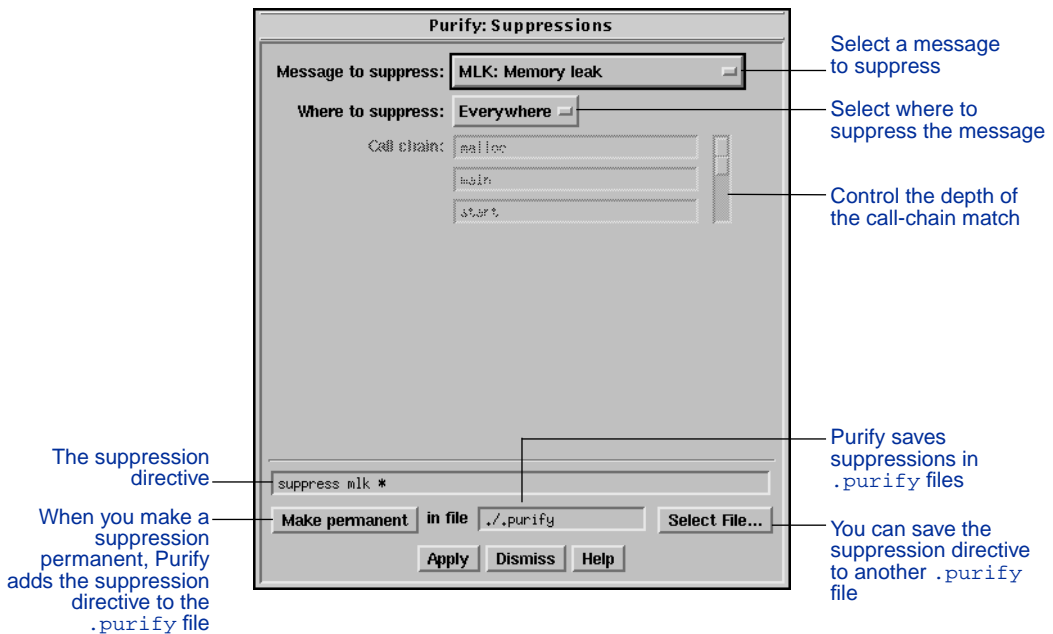 Purify: Suppressions
Message to suppress: MLK: Memory leak
Select a message
to suppress
Where to suppress: Everywhere
Select where to
suppress the message
Call chain: malloc
main
start
Control the depth of
the call-chain match
Purify saves
suppressions in
.purify files
The suppression
directive
suppress mlk *
When you make a
suppression
permanent, Purify
adds the suppression
directive to the
.purify file
Make permanent in file ./.purify Select File...
You can save the
suppression directive
to another .purify
file
Apply Dismiss Help